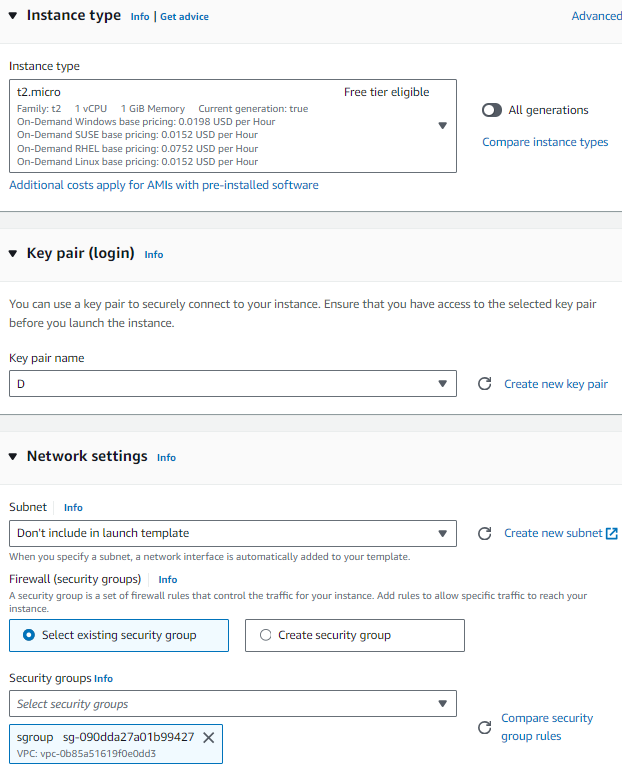 Instance type Info | Get advice Advanced
Instance type
t2.micro Free tier eligible
Family: t2 1 vCPU 1 GiB Memory Current generation: true
On-Demand Windows base pricing: 0.0198 USD per Hour
On-Demand SUSE base pricing: 0.0152 USD per Hour
On-Demand RHEL base pricing: 0.0752 USD per Hour
On-Demand Linux base pricing: 0.0152 USD per Hour
All generations
Compare instance types
Additional costs apply for AMIs with pre-installed software
Key pair (login) Info
You can use a key pair to securely connect to your instance. Ensure that you have access to the selected key pair
before you launch the instance.
Key pair name
D Create new key pair
Network settings Info
Subnet Info
Don't include in launch template Create new subnet
When you specify a subnet, a network interface is automatically added to your template.
Firewall (security groups) Info
A security group is a set of firewall rules that control the traffic for your instance. Add rules to allow specific traffic to reach your
instance.
Select existing security group Create security group
Security groups Info
Select security groups
Compare security
group rules
sgroup sg-090dda27a01b99427
VPC: vpc-0b85a51619f0e0dd3